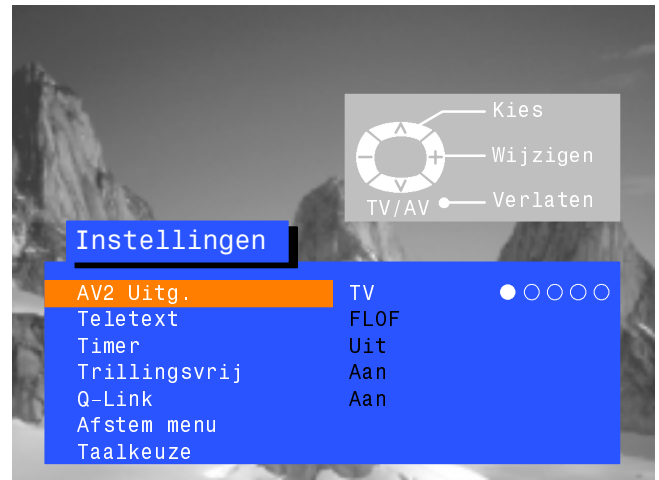 Kies
Wijzigen
TV/AV Verlaten
Instellingen
AV2 Uitg. TV
Teletext FLOF
Timer Uit
Trillingsvrij Aan
Q-Link Aan
Afstem menu
Taalkeuze